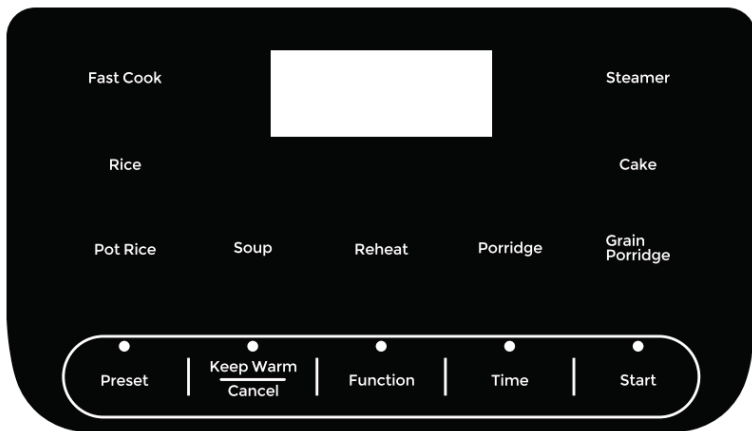 Fast Cook
Steamer
Rice
Cake
Pot Rice
Soup
Reheat
Porridge
Grain
Porridge
Preset
Keep Warm
Cancel
Function
Time
Start